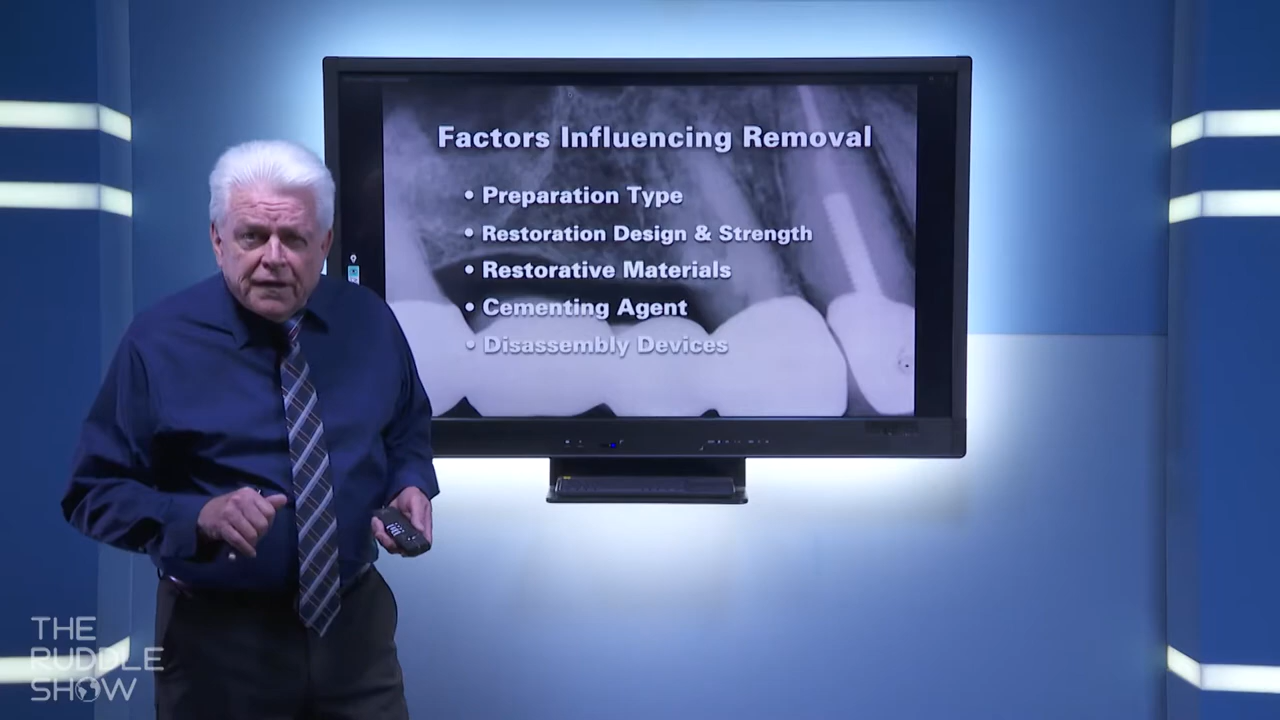 Factors Influencing Removal
• Preparation Type
• Restoration Design & Strength
• Restorative Materials
• Cementing Agent
• Disassembly Devices
THE
RUDDLE
SHOW